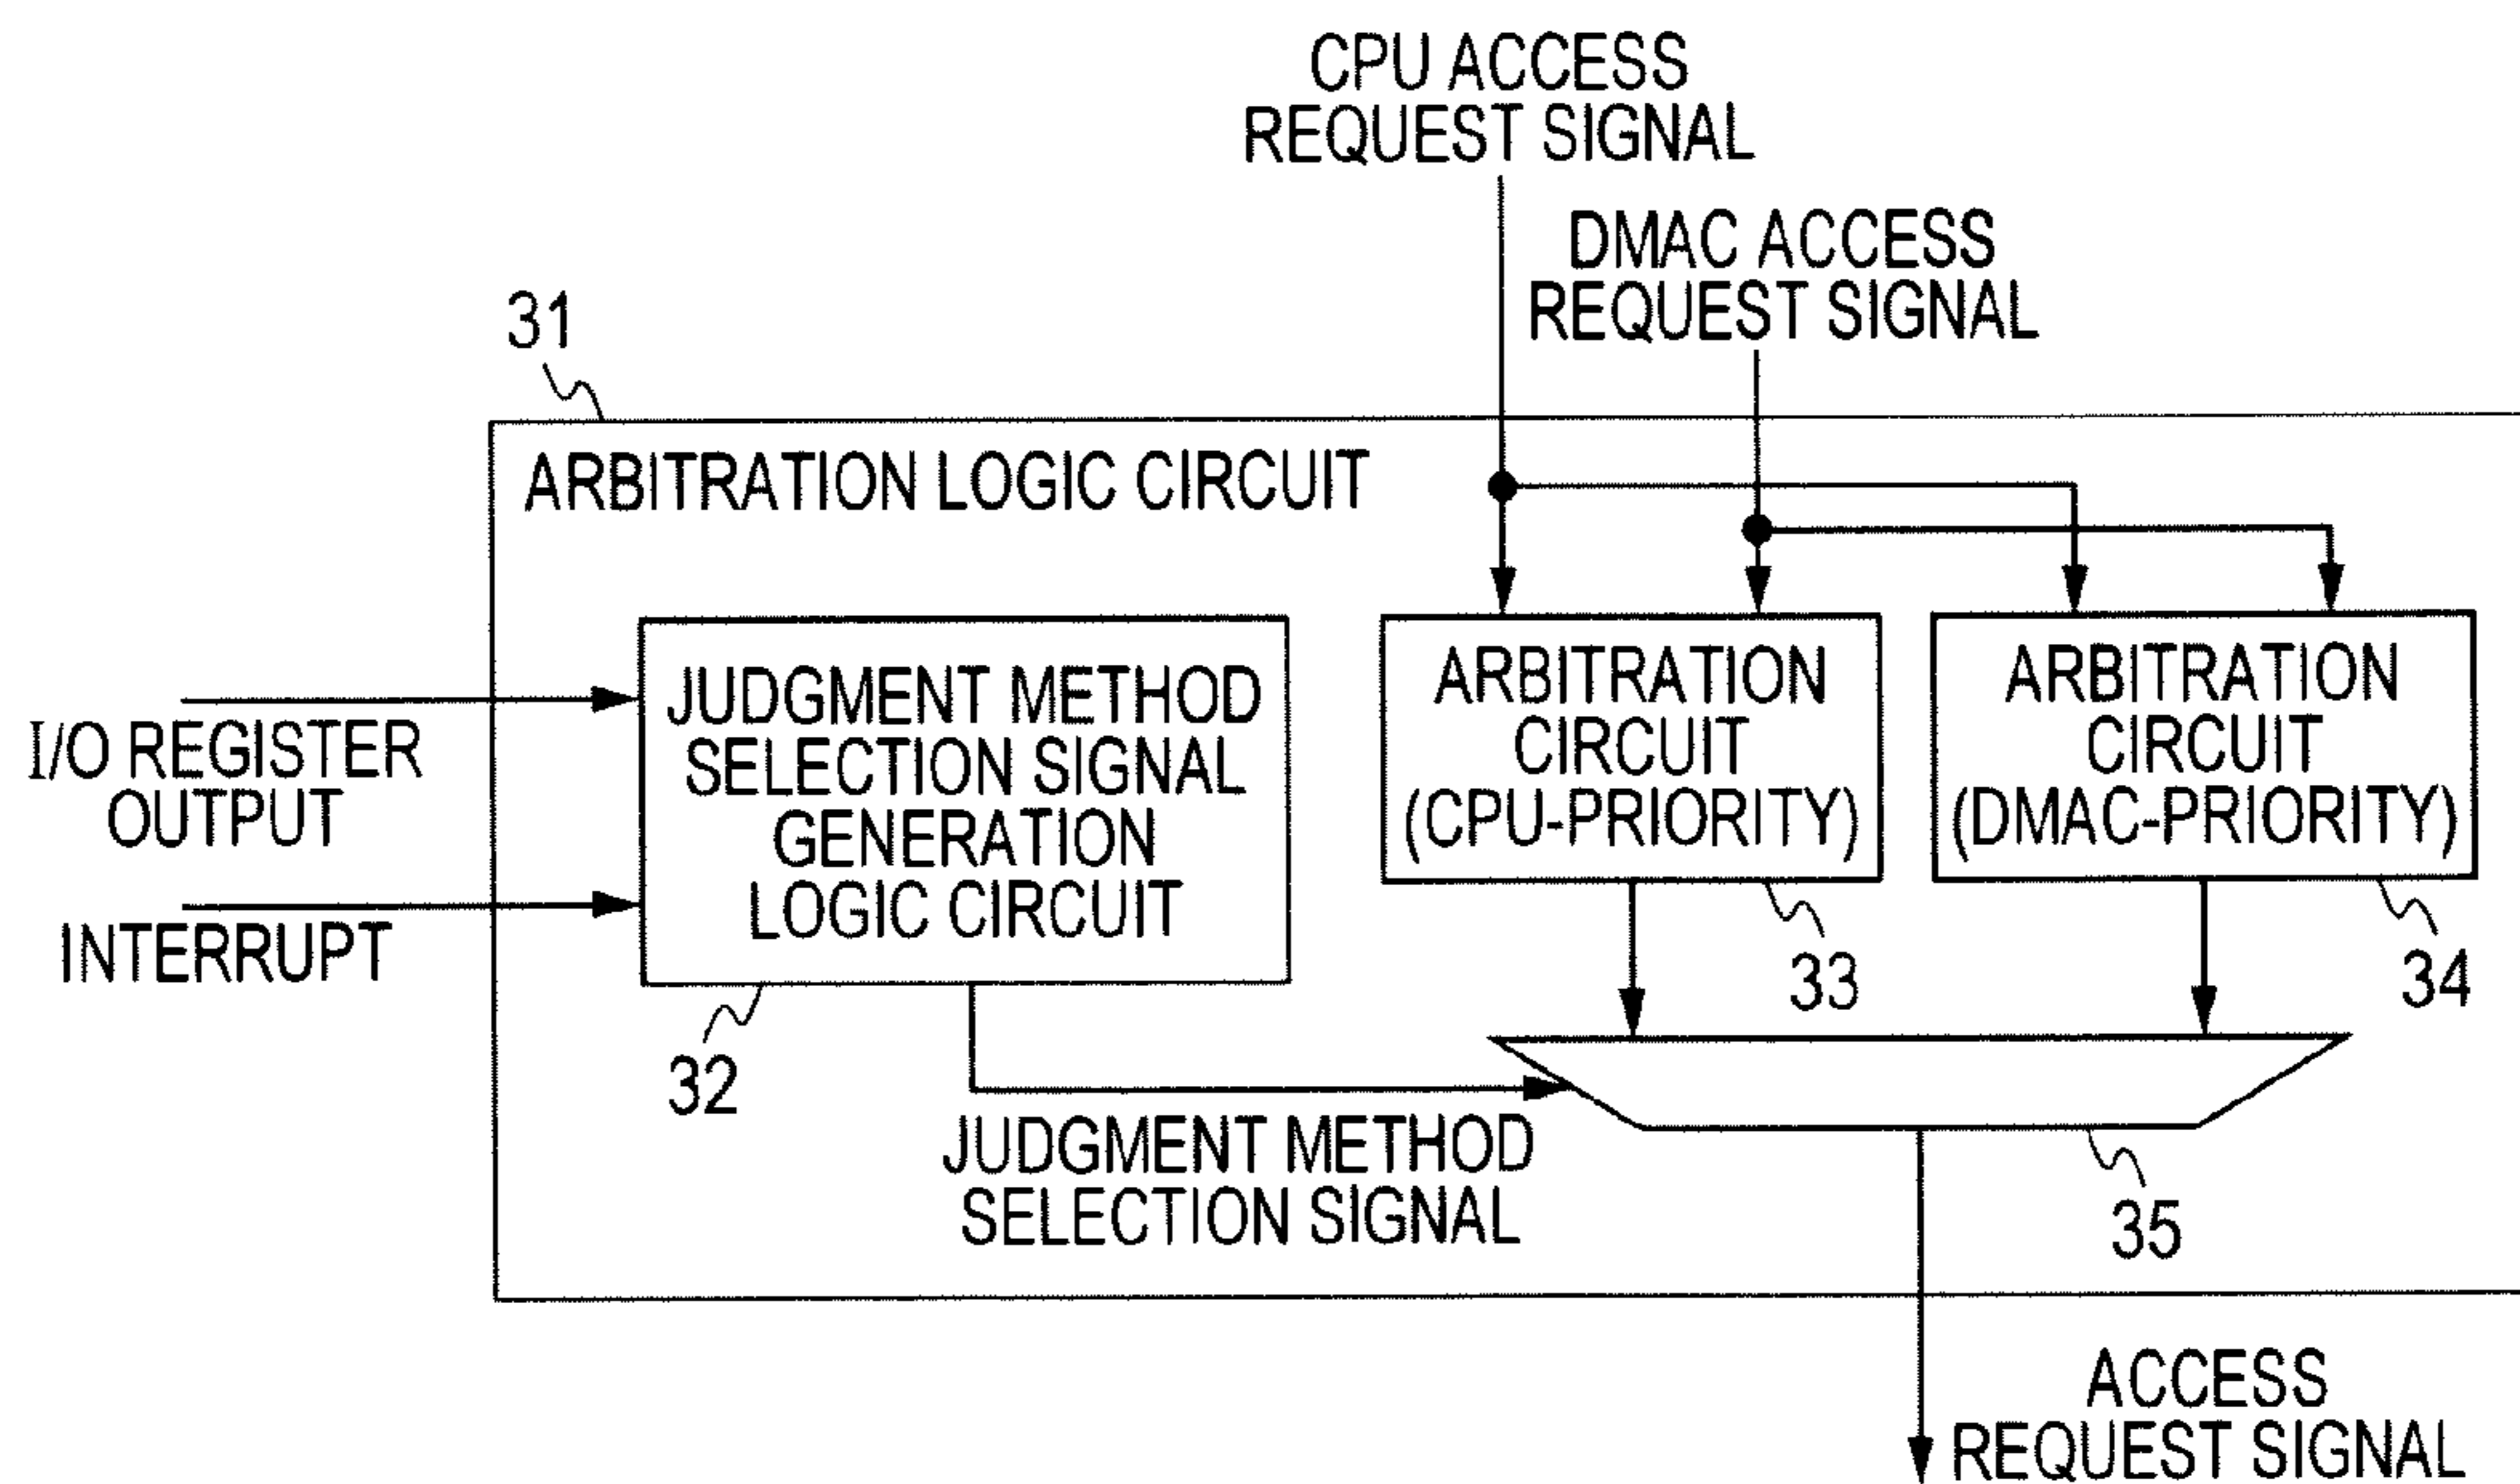 CPU ACCESS
REQUEST SIGNAL
DMAC ACCESS
REQUEST SIGNAL
31
ARBITRATION LOGIC CIRCUIT
I/O REGISTER
OUTPUT
INTERRUPT
JUDGMENT METHOD
SELECTION SIGNAL
GENERATION
LOGIC CIRCUIT
32
ARBITRATION
CIRCUIT
(CPU-PRIORITY)
33
ARBITRATION
CIRCUIT
(DMAC-PRIORITY)
34
JUDGMENT METHOD
SELECTION SIGNAL
35
ACCESS
REQUEST SIGNAL